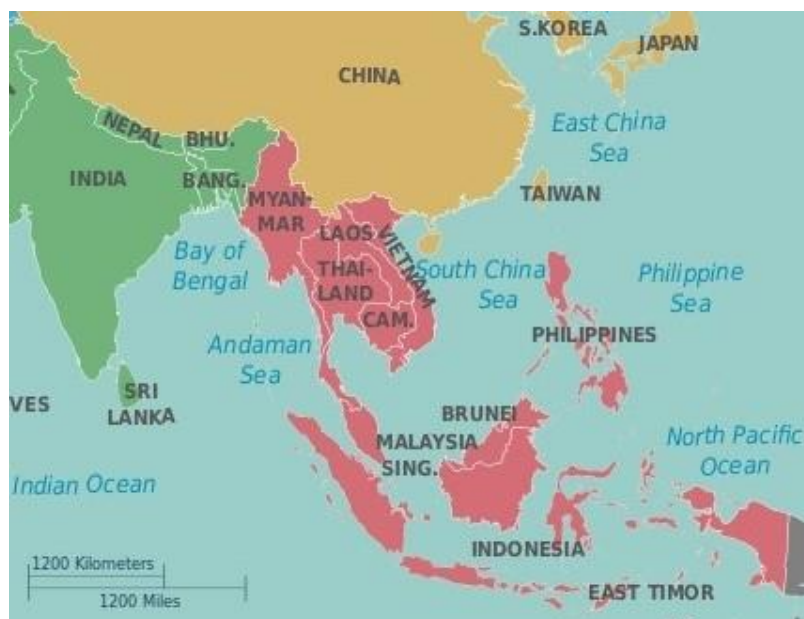 S.KOREA
JAPAN
CHINA
East China
Sea
NEPAL
BHU.
INDIA
BANG.
TAIWAN
MYAN-
MAR
LAOS
VIETNAM
Bay of
Bengal
THAI-
LAND
South China
Sea
Philippine
Sea
CAM.
PHILIPPINES
Andaman
Sea
SRI
LANKA
VES
BRUNEI
MALAYSIA
SING.
North Pacific
Ocean
Indian Ocean
INDONESIA
1200 Kilometers
1200 Miles
EAST TIMOR